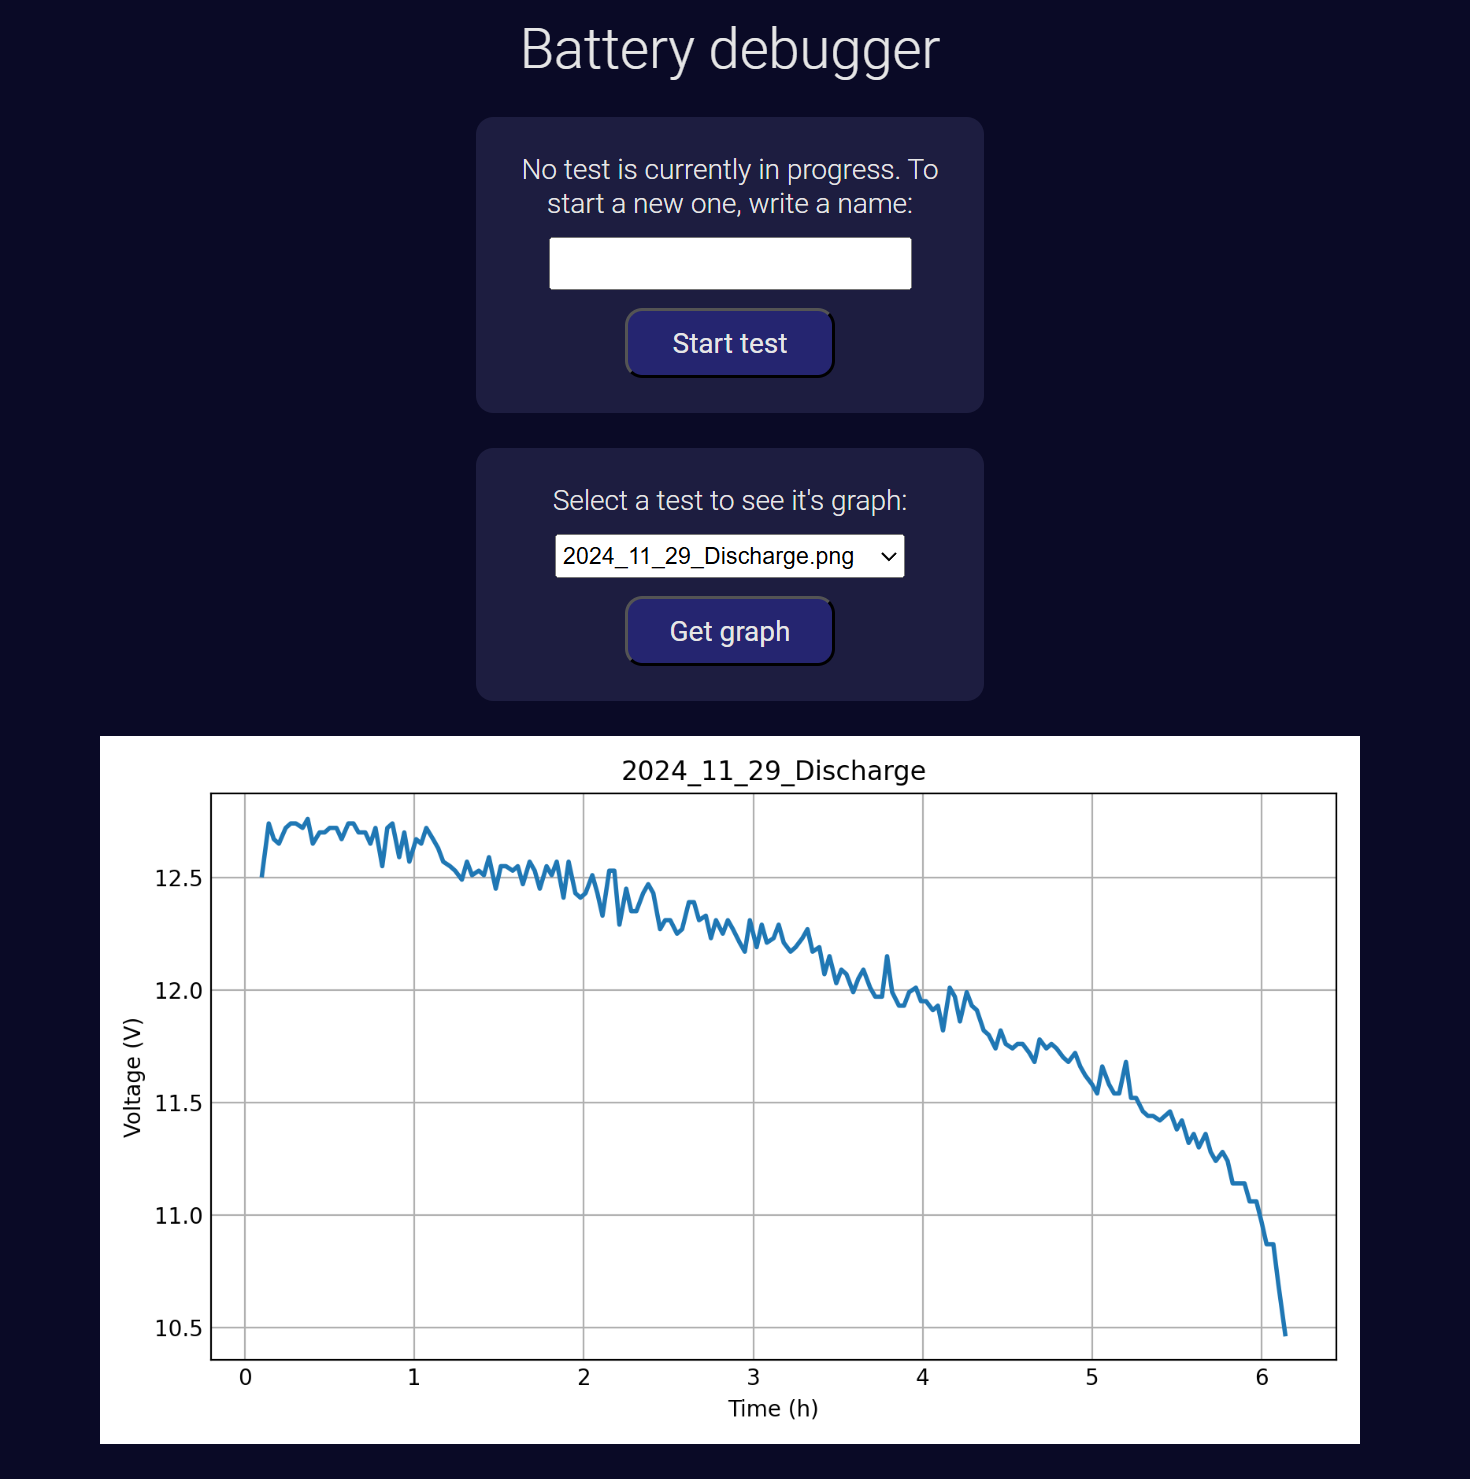 Battery debugger
No test is currently in progress. To
start a new one, write a name:
Start test
Select a test to see it's graph:
2024_11_29_Discharge.png
Get graph
2024_11_29_Discharge
12.5
12.0
11.5
11.0
10.5
Voltage (V)
0 1 2 3 4 5 6
Time (h)